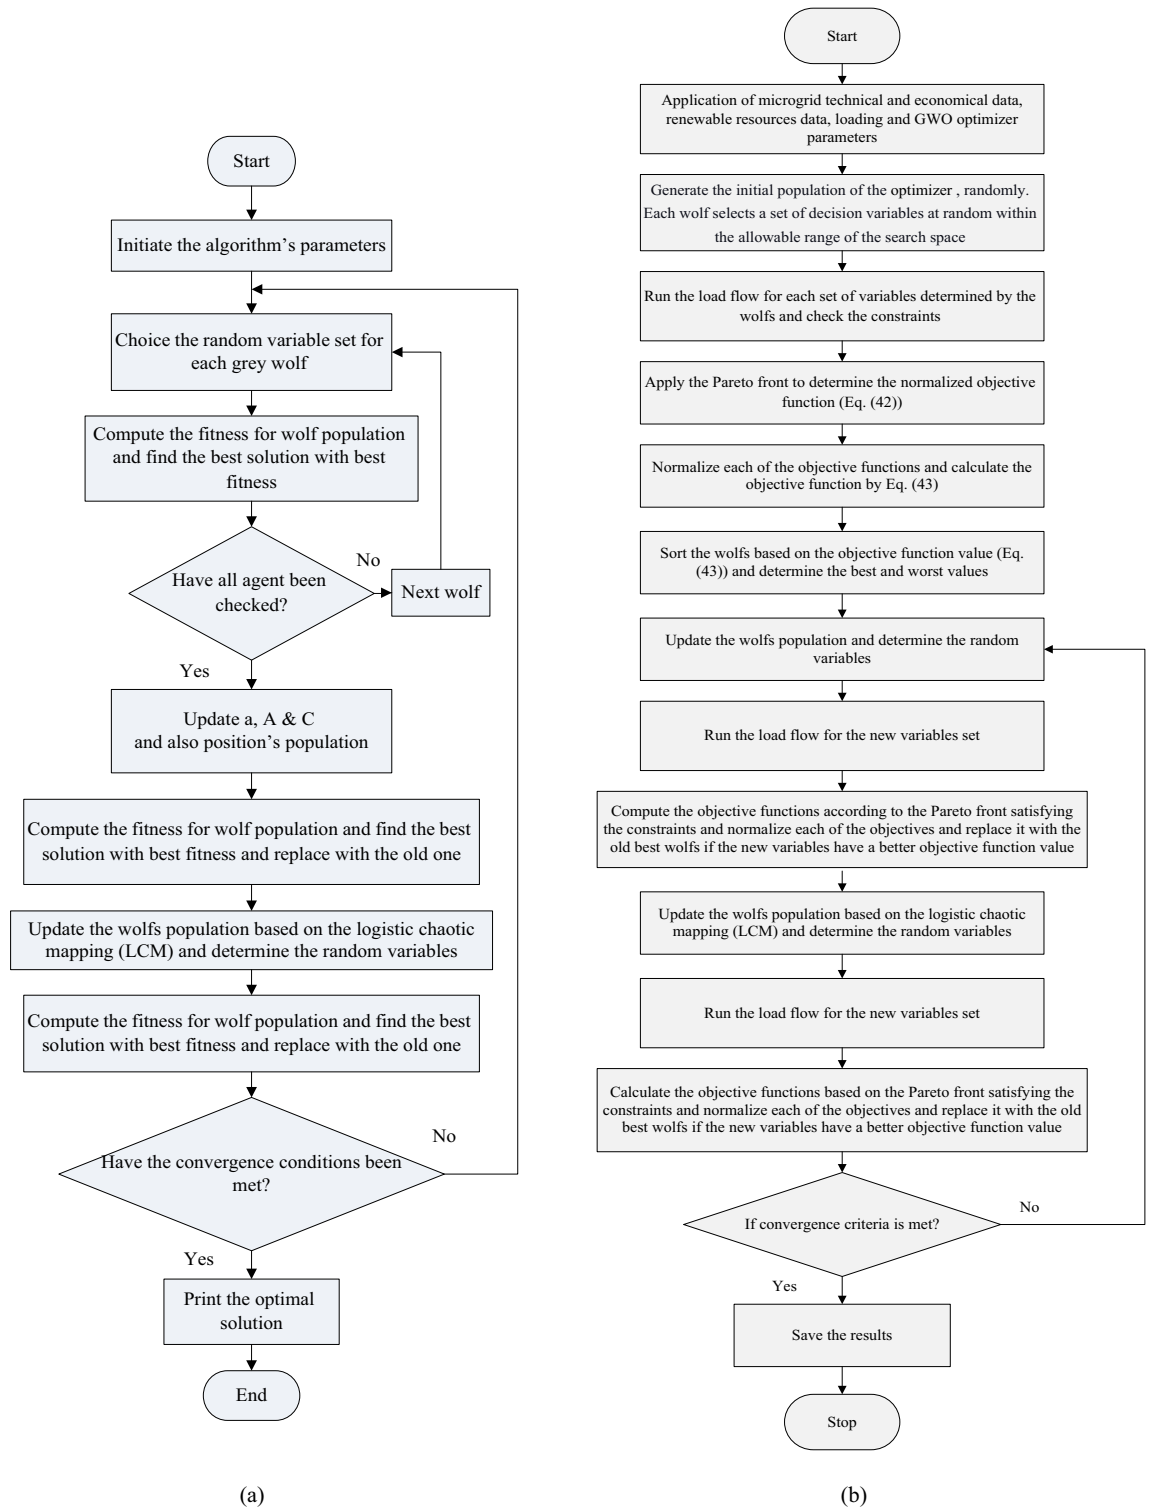 Start
Initiate the algorithm's parameters
Choice the random variable set for
each grey wolf
Compute the fitness for wolf population
and find the best solution with best
fitness
Have all agent been
checked?
No
Next wolf
Yes
Update a, A & C
and also position's population
Compute the fitness for wolf population and find the best
solution with best fitness and replace with the old one
Update the wolfs population based on the logistic chaotic
mapping (LCM) and determine the random variables
Compute the fitness for wolf population and find the best
solution with best fitness and replace with the old one
Have the convergence conditions been
met?
No
Yes
Print the optimal
solution
End
(a)
Start
Application of microgrid technical and economical data,
renewable resources data, loading and GWO optimizer
parameters
Generate the initial population of the optimizer , randomly.
Each wolf selects a set of decision variables at random within
the allowable range of the search space
Run the load flow for each set of variables determined by the
wolfs and check the constraints
Apply the Pareto front to determine the normalized objective
function (Eq. (42))
Normalize each of the objective functions and calculate the
objective function by Eq. (43)
Sort the wolfs based on the objective function value (Eq.
(43)) and determine the best and worst values
Update the wolfs population and determine the random
variables
Run the load flow for the new variables set
Compute the objective functions according to the Pareto front satisfying
the constraints and normalize each of the objectives and replace it with the
old best wolfs if the new variables have a better objective function value
Update the wolfs population based on the logistic chaotic
mapping (LCM) and determine the random variables
Run the load flow for the new variables set
Calculate the objective functions based on the Pareto front satisfying the
constraints and normalize each of the objectives and replace it with the old
best wolfs if the new variables have a better objective function value
If convergence criteria is met?
No
Yes
Save the results
Stop
(b)